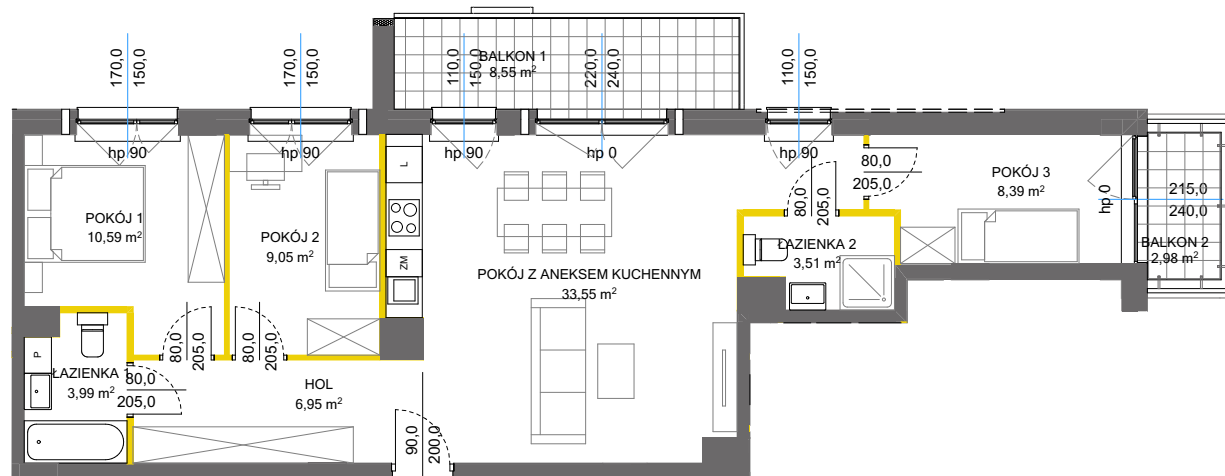 170,0
150,0
170,0
150,0
110,0
150,0
BALKON 1
8,55 m²
220,0
240,0
110,0
150,0
hp 90
hp 90
hp 90
hp 0
hp 90
L
ZM
80,0
205,0
80,0
205,0
POKÓJ 3
8,39 m²
hp 0
215,0
240,0
BALKON 2
2,98 m²
POKÓJ 1
10,59 m²
POKÓJ 2
9,05 m²
POKÓJ Z ANEKSEM KUCHENNYM
33,55 m²
ŁAZIENKA 2
3,51 m²
80,0
205,0
80,0
205,0
P
ŁAZIENKA 1
3,99 m²
80,0
205,0
HOL
6,95 m²
90,0
200,0